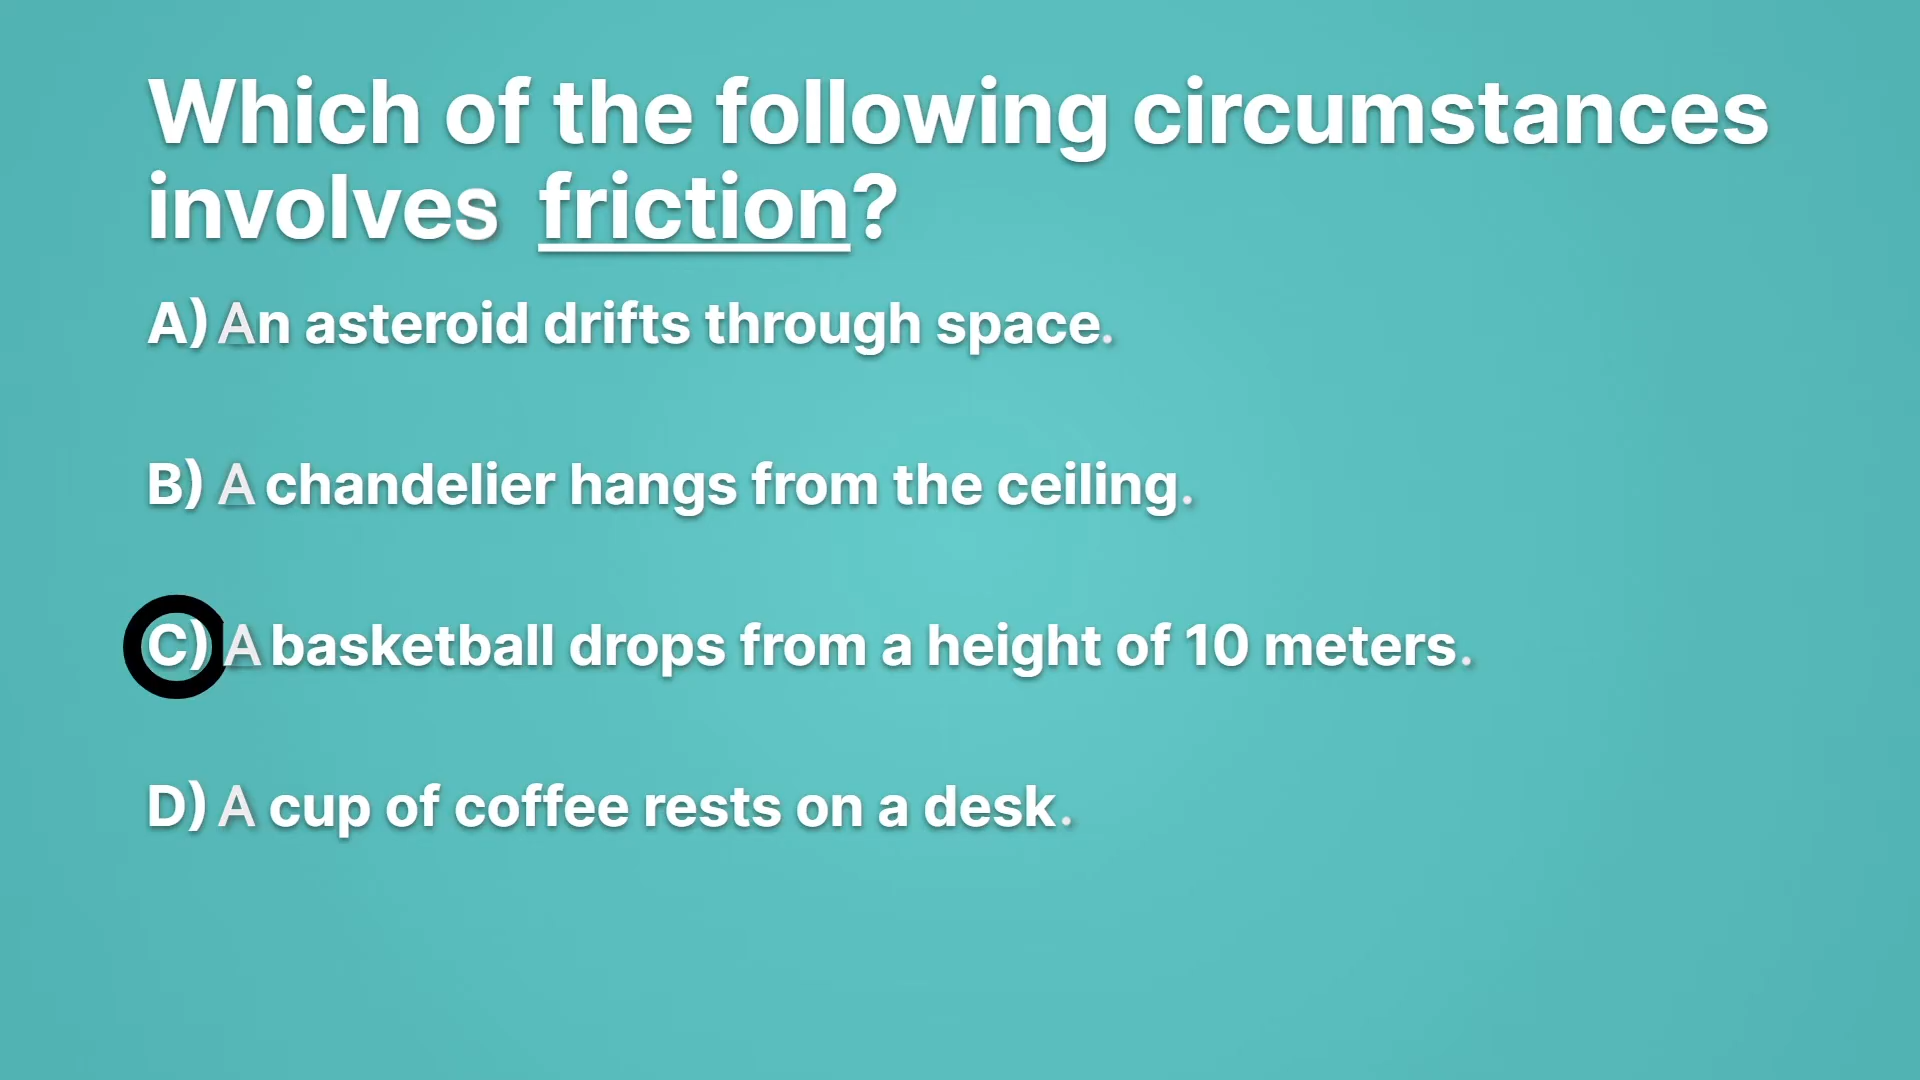 Which of the following circumstances
involves friction?
A) An asteroid drifts through space.
B) A chandelier hangs from the ceiling.
C) A basketball drops from a height of 10 meters.
D) A cup of coffee rests on a desk.